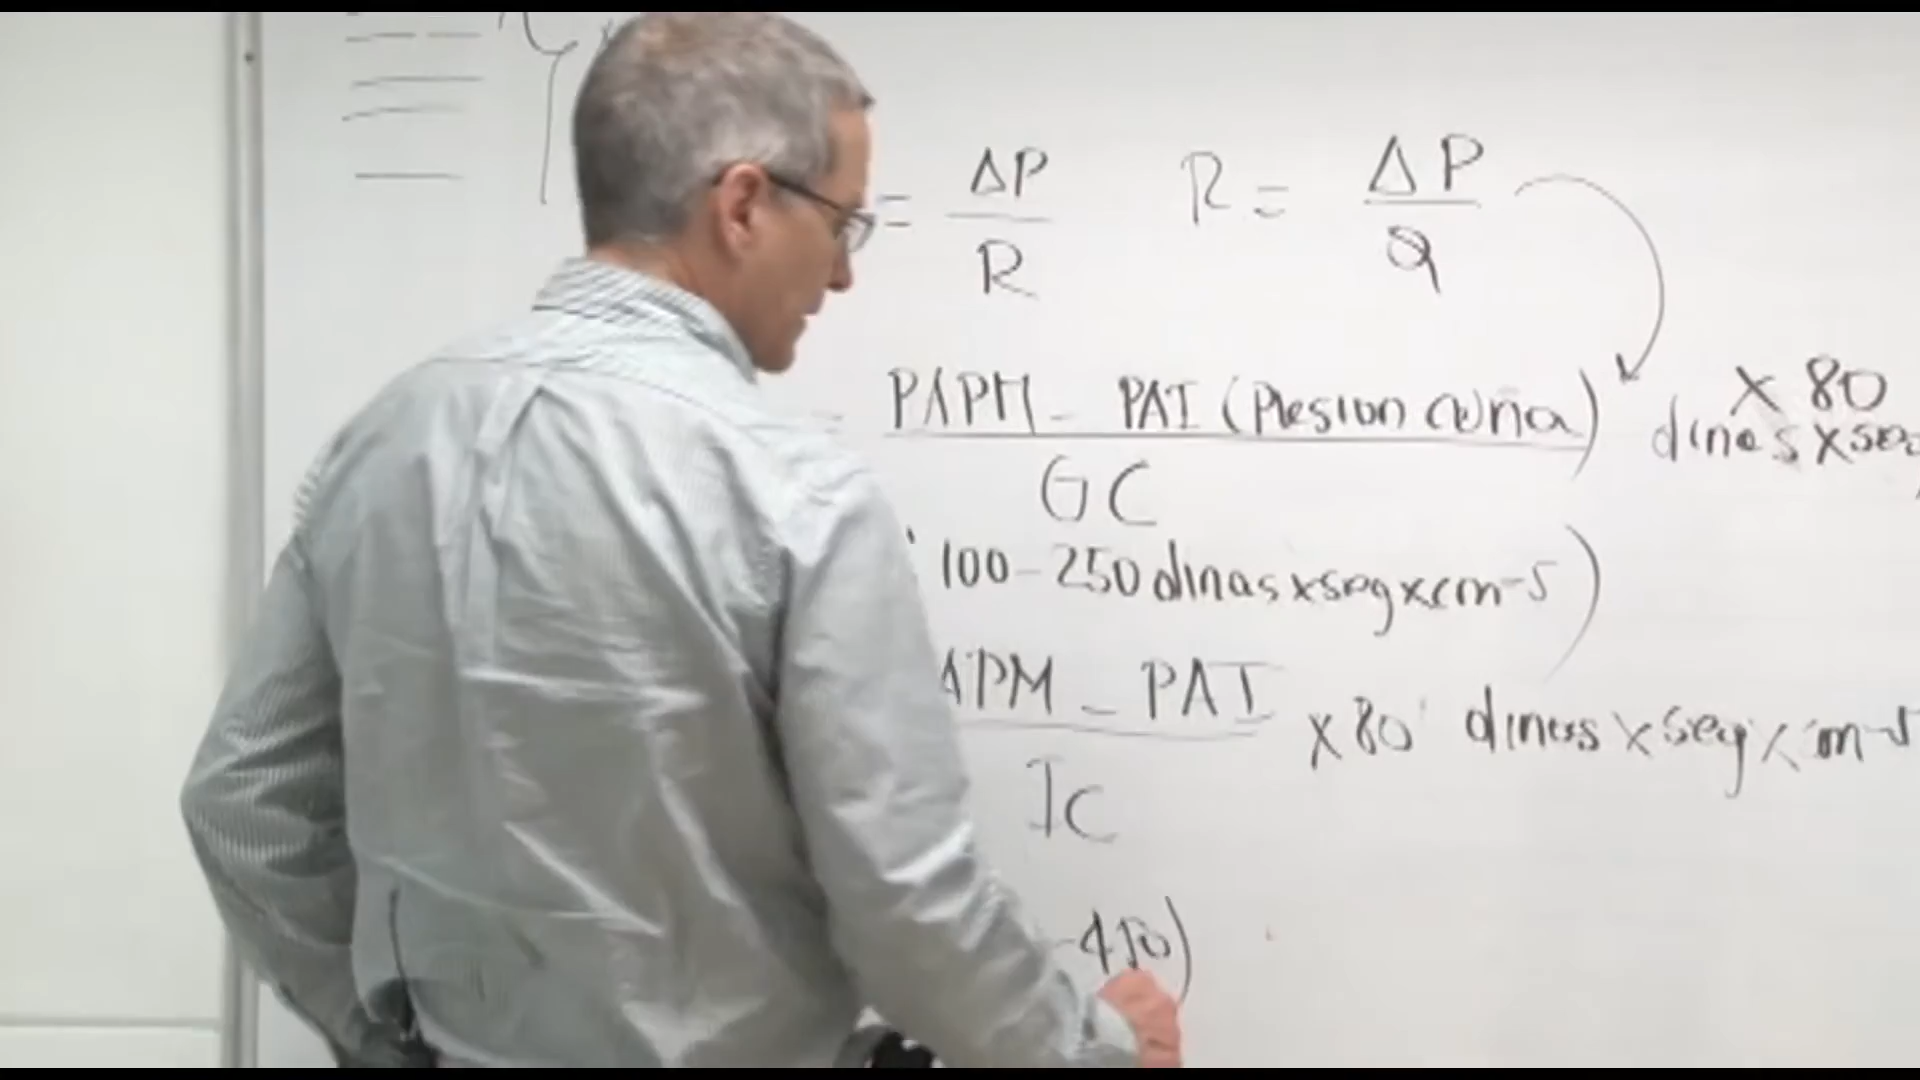 = ΔP / R R = ΔP / Q
PAPM - PAI (Presion cuña) x 80
GC dinas x seg
100-250 dinas x seg x cm-5)
APM - PAI x 80 dinas x seg x cm-5
IC
-450)